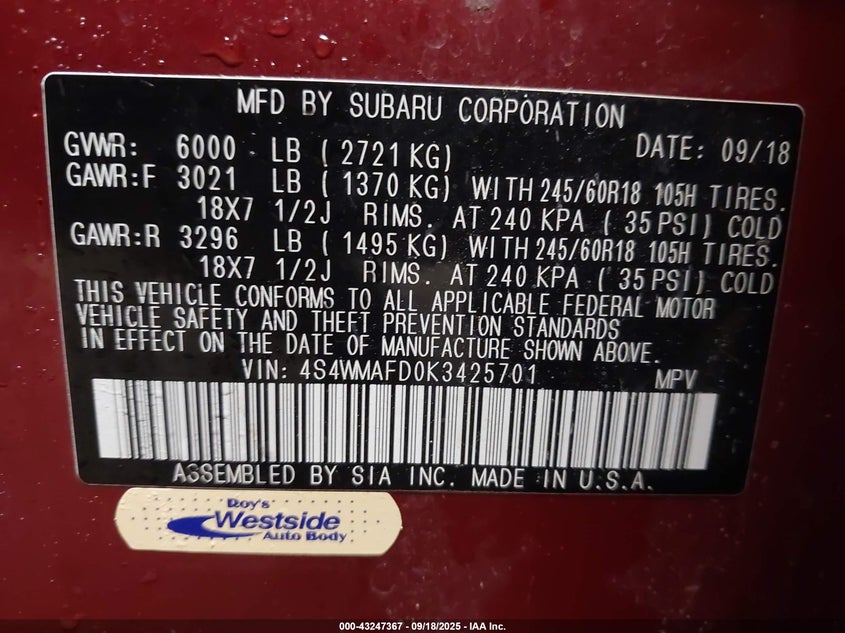 MFD BY SUBARU CORPORATION
GVWR: 6000 LB ( 2721 KG) DATE: 09/18
GAWR:F 3021 LB ( 1370 KG) WITH 245/60R18 105H TIRES.
18X7 1/2J RIMS. AT 240 KPA ( 35 PSI) COLD
GAWR:R 3296 LB ( 1495 KG) WITH 245/60R18 105H TIRES.
18X7 1/2J RIMS. AT 240 KPA ( 35 PSI) COLD
THIS VEHICLE CONFORMS TO ALL APPLICABLE FEDERAL MOTOR
VEHICLE SAFETY AND THEFT PREVENTION STANDARDS
IN EFFECT ON THE DATE OF MANUFACTURE SHOWN ABOVE.
VIN: 4S4WMAFD0K3425701 MPV
ASSEMBLED BY SIA INC. MADE IN U.S.A.
Roy's
Westside
Auto Body
000-43247367 - 09/18/2025 - IAA Inc.